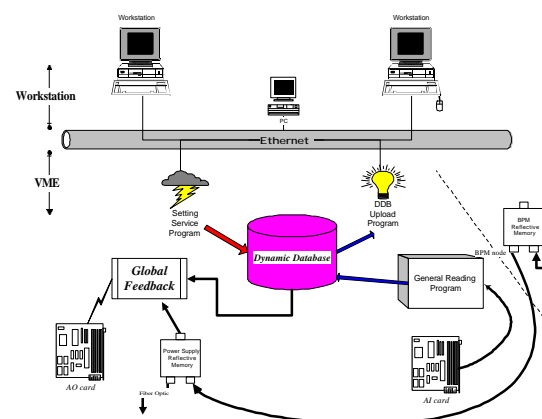 Workstation
Workstation
Workstation
PC
Ethernet
VME
Setting
Service
Program
DDB
Upload
Program
BPM
Reflective
Memory
Dynamic Database
BPM node
Global
Feedback
General Reading
Program
Power Supply
Reflective
Memory
AO card
Fiber Optic
AI card